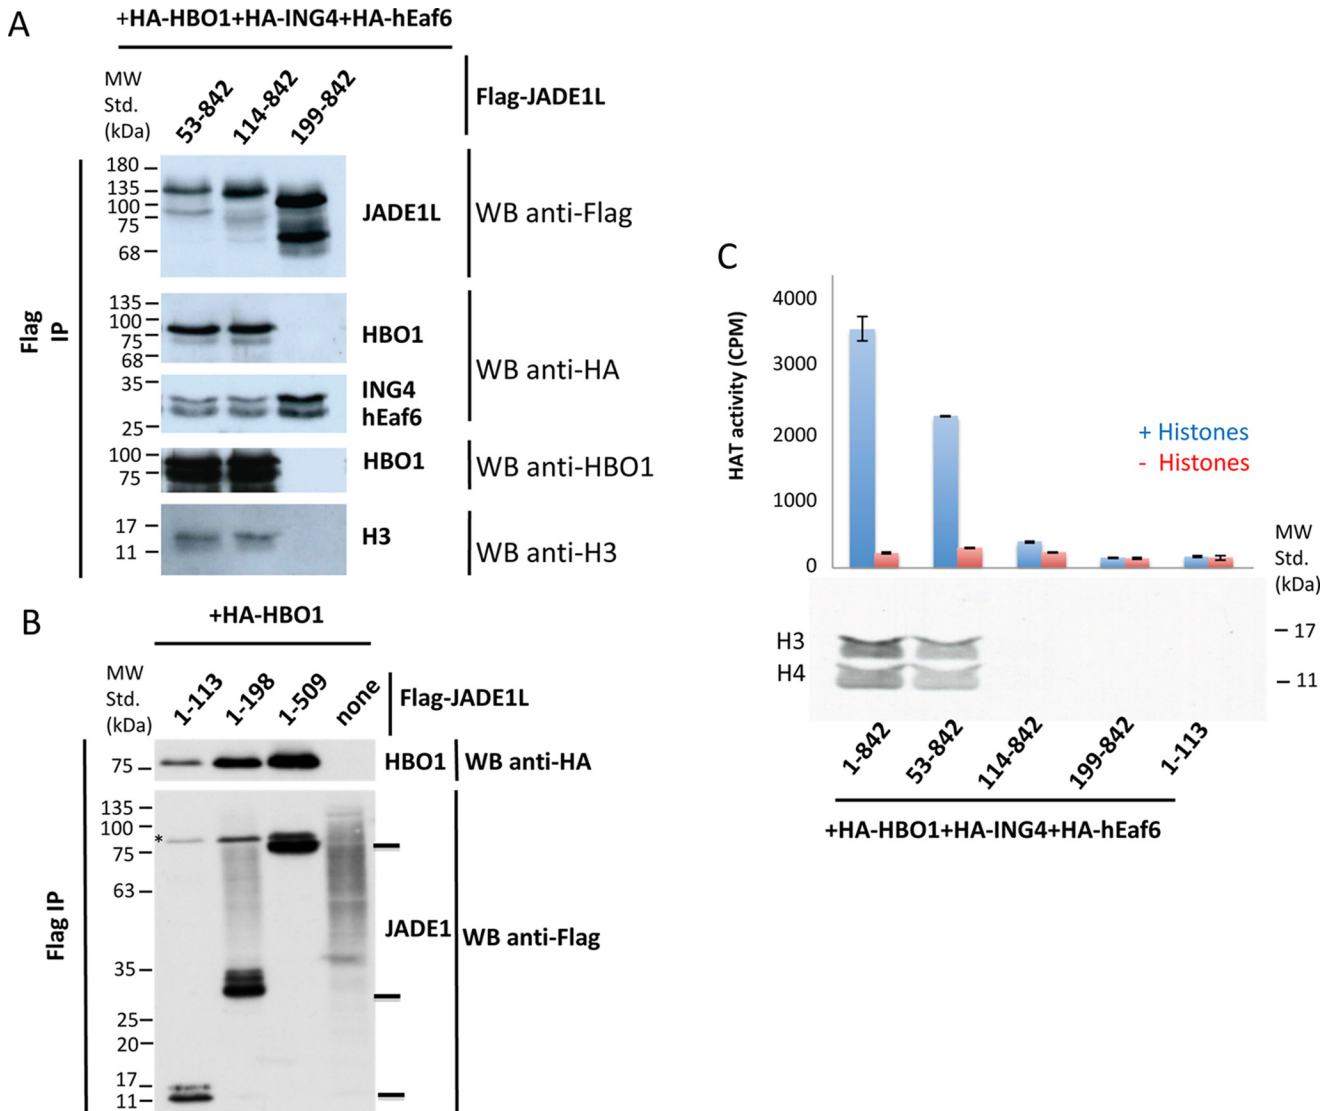 A
+HA-HBO1+HA-ING4+HA-hEaf6
MW
Std.
(kDa)
53-842
114-842
199-842
Flag-JADE1L
Flag
IP
180
135
100
75
68
JADE1L
WB anti-Flag
135
100
75
68
HBO1
WB anti-HA
35
25
ING4
hEaf6
100
75
HBO1
WB anti-HBO1
17
11
H3
WB anti-H3
B
+HA-HBO1
MW
Std.
(kDa)
1-113
1-198
1-509
none
Flag-JADE1L
Flag IP
75
HBO1
WB anti-HA
135
100
*
75
63
35
25
20
17
11
JADE1
WB anti-Flag
C
HAT activity (CPM)
4000
3000
2000
1000
0
+ Histones
- Histones
MW
Std.
(kDa)
H3
H4
17
11
1-842
53-842
114-842
199-842
1-113
+HA-HBO1+HA-ING4+HA-hEaf6